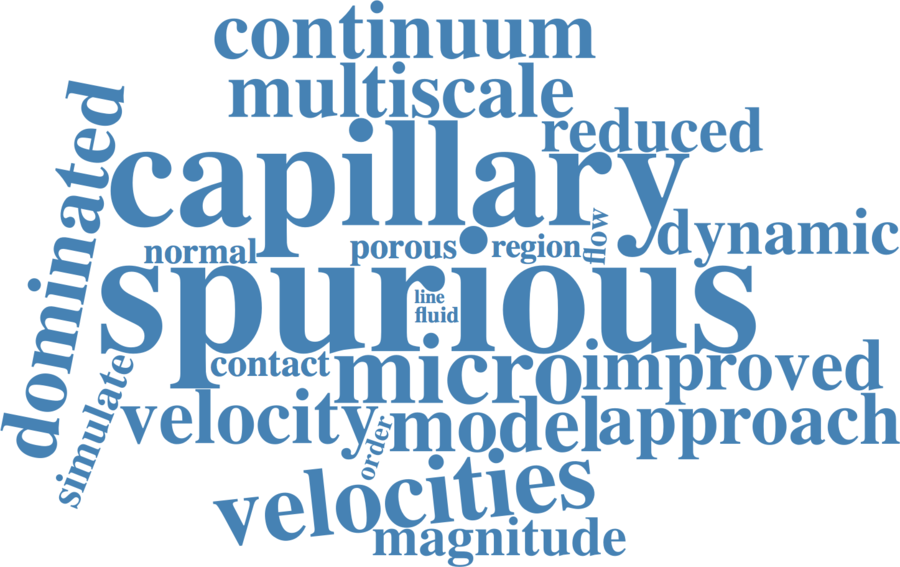 continuum
multiscale
reduced
dominated
capillary
flow
dynamic
normal
porous
region
spurious
line
fluid
contact
micro
improved
simulate
velocity
order
model
approach
velocities
magnitude